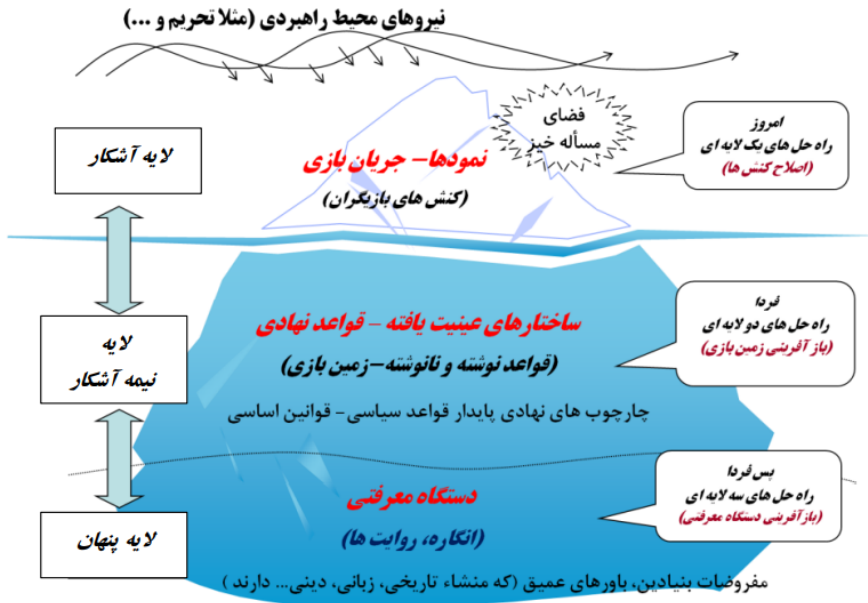 نیروهای محیط راهبردی (مثلا تحریم و ...)
فضای
مسأله خیز
امروز
راه حل های یک لایه ای
(اصلاح کنش ها)
لایه آشکار
نمودها- جریان بازی
(کنش های بازیگران)
فردا
راه حل های دو لایه ای
(باز آفرینی زمین بازی)
ساختارهای عینیت یافته - قواعد نهادی
(قواعد نوشته و نانوشته-زمین بازی)
چارچوب های نهادی پایدار قواعد سیاسی- قوانین اساسی
لایه
نیمه آشکار
پس فردا
راه حل های سه لایه ای
(بازآفرینی دستگاه معرفتی)
دستگاه معرفتی
(انگاره، روایت ها)
لایه پنهان
مفروضات بنیادین، باورهای عمیق (که منشاء تاریخی، زبانی، دینی... دارند )